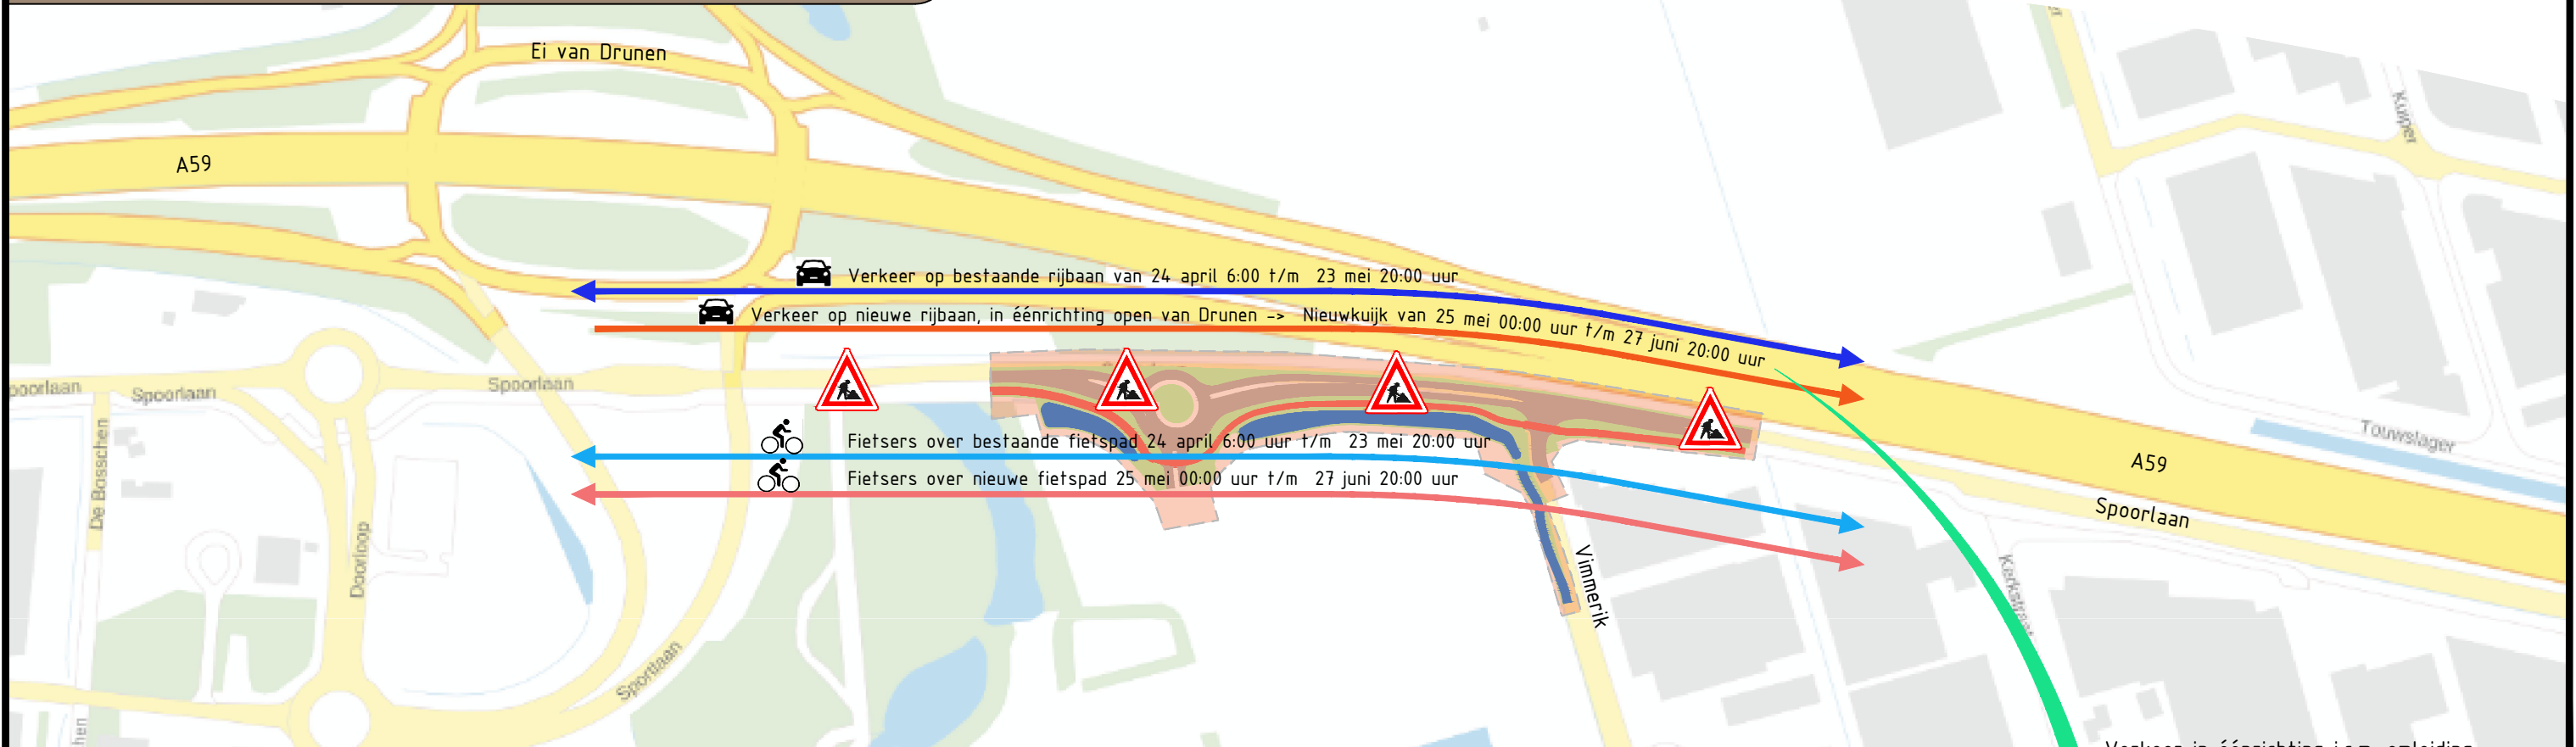 Ei van Drunen
A59
Verkeer op bestaande rijbaan van 24 april 6:00 t/m 23 mei 20:00 uur
Verkeer op nieuwe rijbaan, in éénrichting open van Drunen -> Nieuwkuijk van 25 mei 00:00 uur t/m 27 juni 20:00 uur
Spoorlaan
Spoorlaan
Fietsers over bestaande fietspad 24 april 6:00 uur t/m 23 mei 20:00 uur
Fietsers over nieuwe fietspad 25 mei 00:00 uur t/m 27 juni 20:00 uur
De Bosschen
Doorloop
Spoorlaan
Vimmerik
Kerkstraat
Spoorlaan
A59
Touwslager
Kuiper